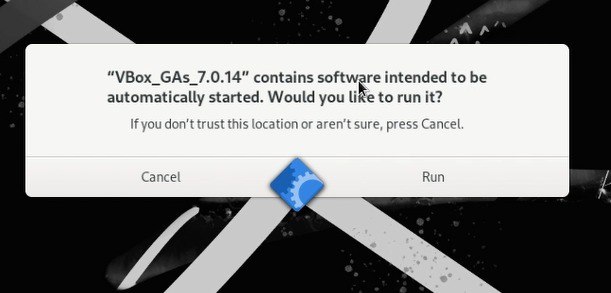 “VBox_GAs_7.0.14” contains software intended to be
automatically started. Would you like to run it?
If you don’t trust this location or aren’t sure, press Cancel.
Cancel
Run